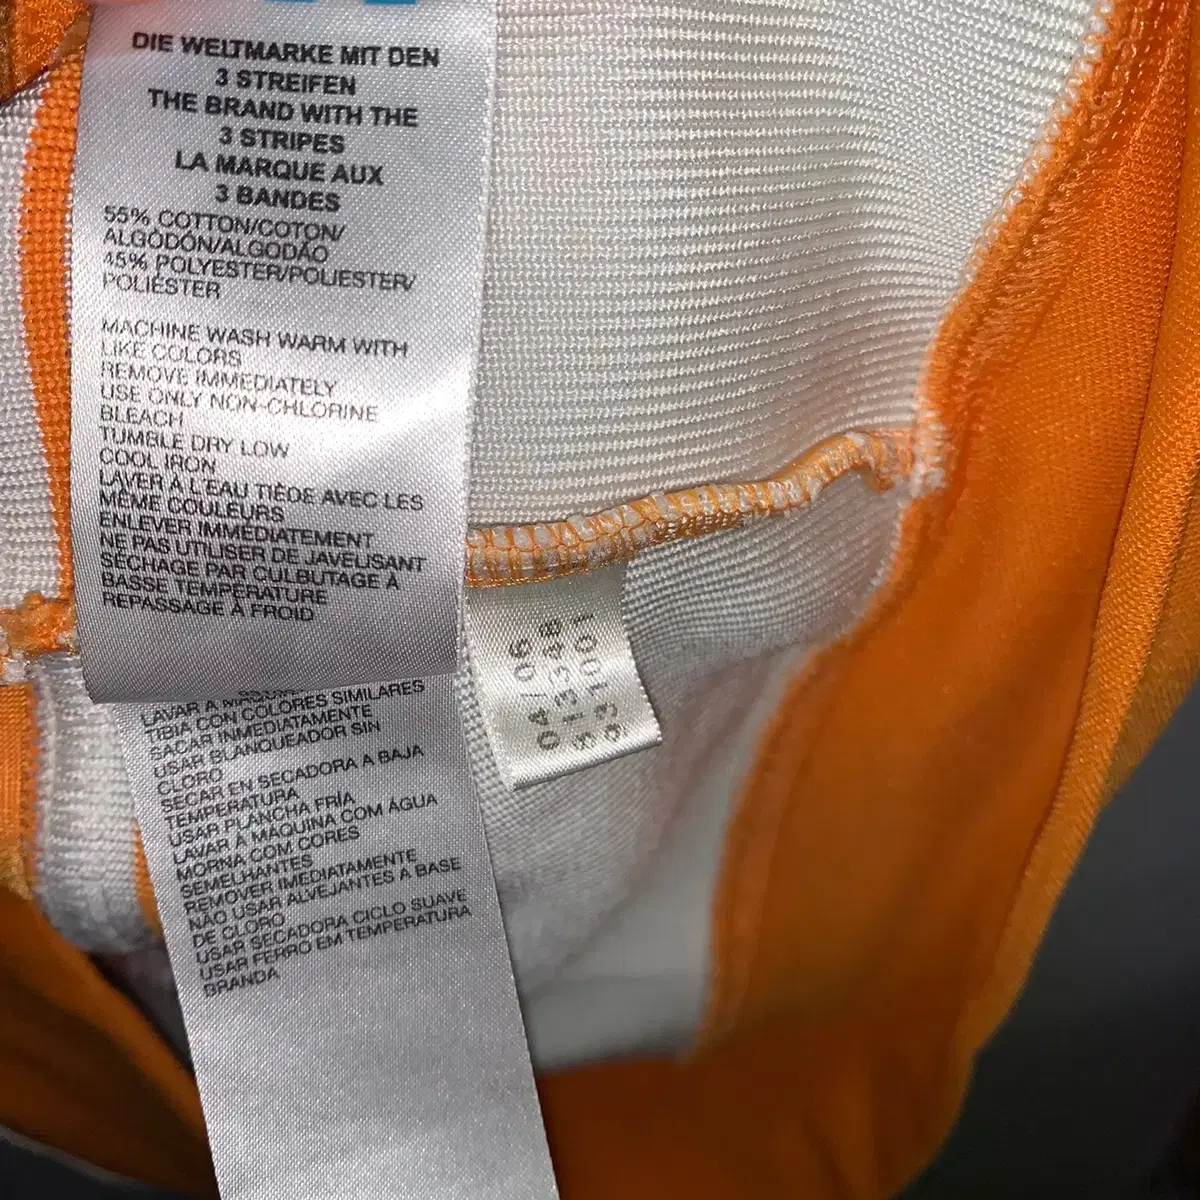 DIE WELTMARKE MIT DEN
3 STREIFEN
THE BRAND WITH THE
3 STRIPES
LA MARQUE AUX
3 BANDES
55% COTTON/COTON/
ALGODÓN/ALGODÃO
45% POLYESTER/POLIESTER/
POLIÉSTER
MACHINE WASH WARM WITH
LIKE COLORS
REMOVE IMMEDIATELY
USE ONLY NON-CHLORINE
BLEACH
TUMBLE DRY LOW
COOL IRON
LAVER À L'EAU TIÈDE AVEC LES
MÊME COULEURS
ENLEVER IMMÉDIATEMENT
NE PAS UTILISER DE JAVELISANT
SÉCHAGE PAR CULBUTAGE À
BASSE TEMPÉRATURE
REPASSAGE À FROID
LAVAR A
TIBIA CON COLORES SIMILARES
SACAR INMEDIATAMENTE
USAR BLANQUEADOR SIN
CLORO
SECAR EN SECADORA A BAJA
TEMPERATURA
USAR PLANCHA FRÍA
LAVAR À MÁQUINA COM ÁGUA
MORNA COM CORES
SEMELHANTES
REMOVER IMEDIATAMENTE
NÃO USAR ALVEJANTES A BASE
DE CLORO
USAR SECADORA CICLO SUAVE
USAR FERRO EM TEMPERATURA
BRANDA
04/06